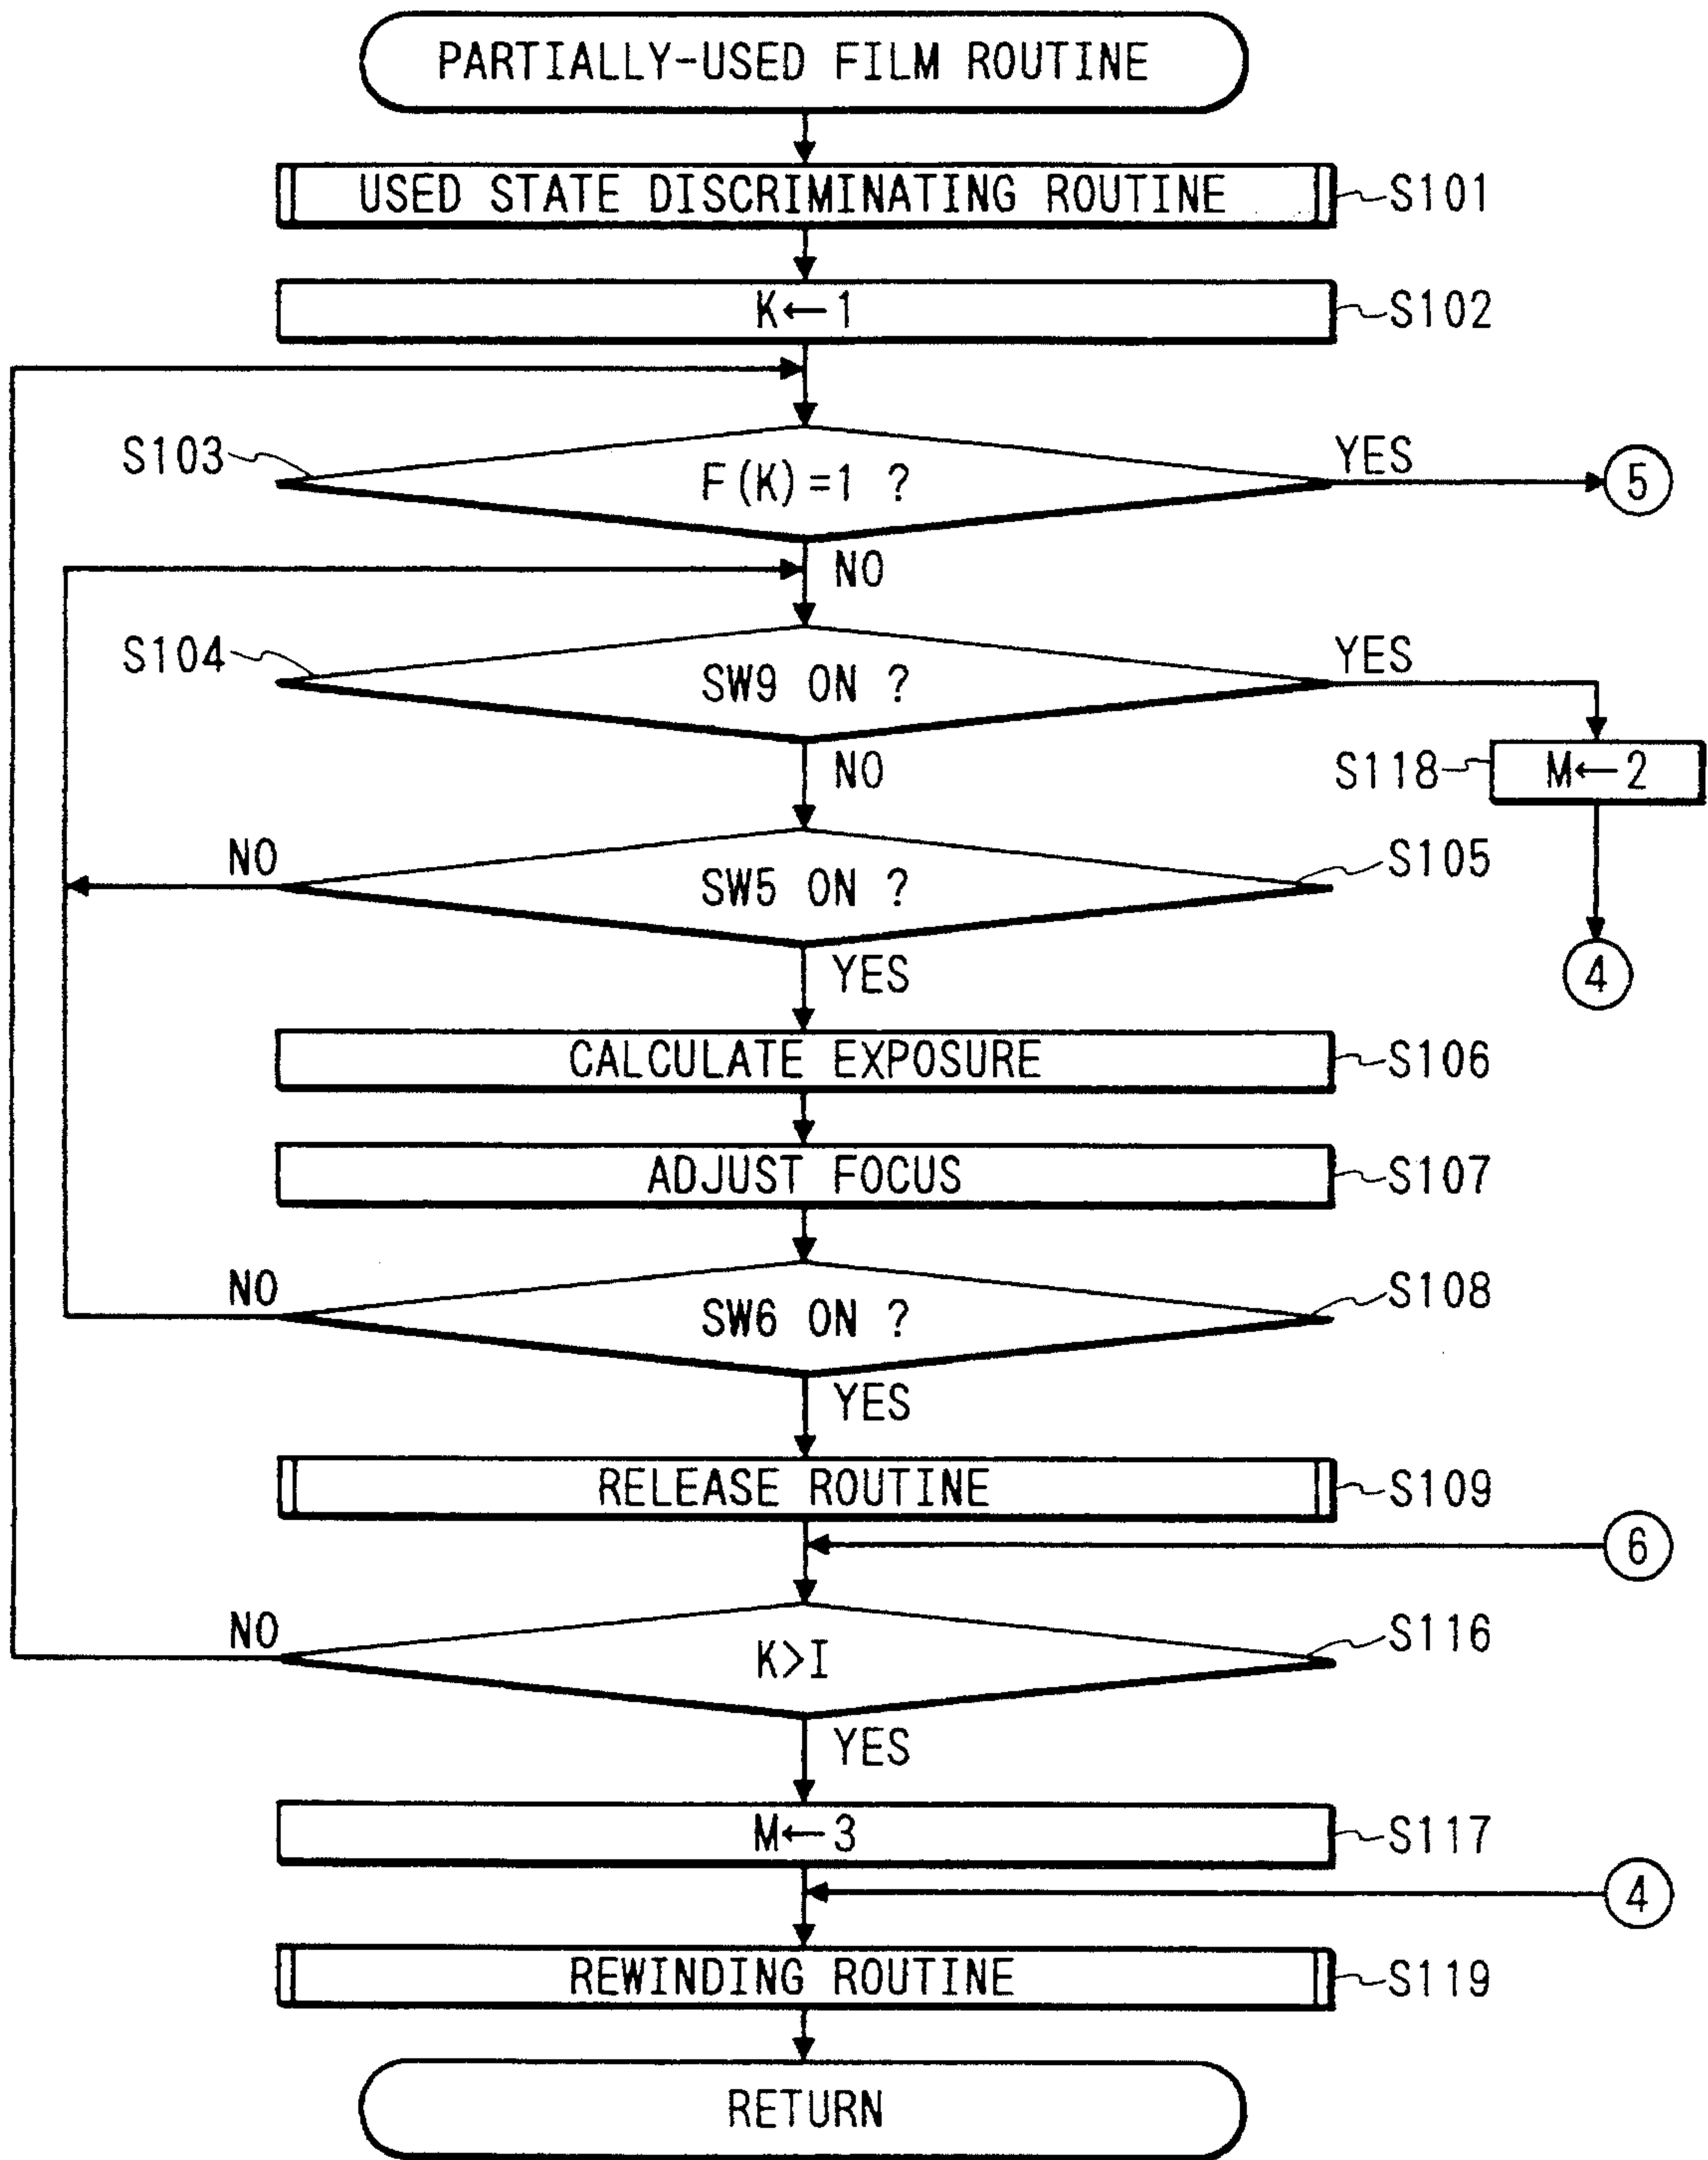 PARTIALLY-USED FILM ROUTINE
USED STATE DISCRIMINATING ROUTINE
S101
K←1
S102
S103
F(K)=1 ?
YES
5
NO
S104
SW9 ON ?
YES
S118
M←2
4
NO
SW5 ON ?
S105
NO
YES
CALCULATE EXPOSURE
S106
ADJUST FOCUS
S107
SW6 ON ?
S108
NO
YES
RELEASE ROUTINE
S109
6
K>I
S116
NO
YES
M←3
S117
4
REWINDING ROUTINE
S119
RETURN